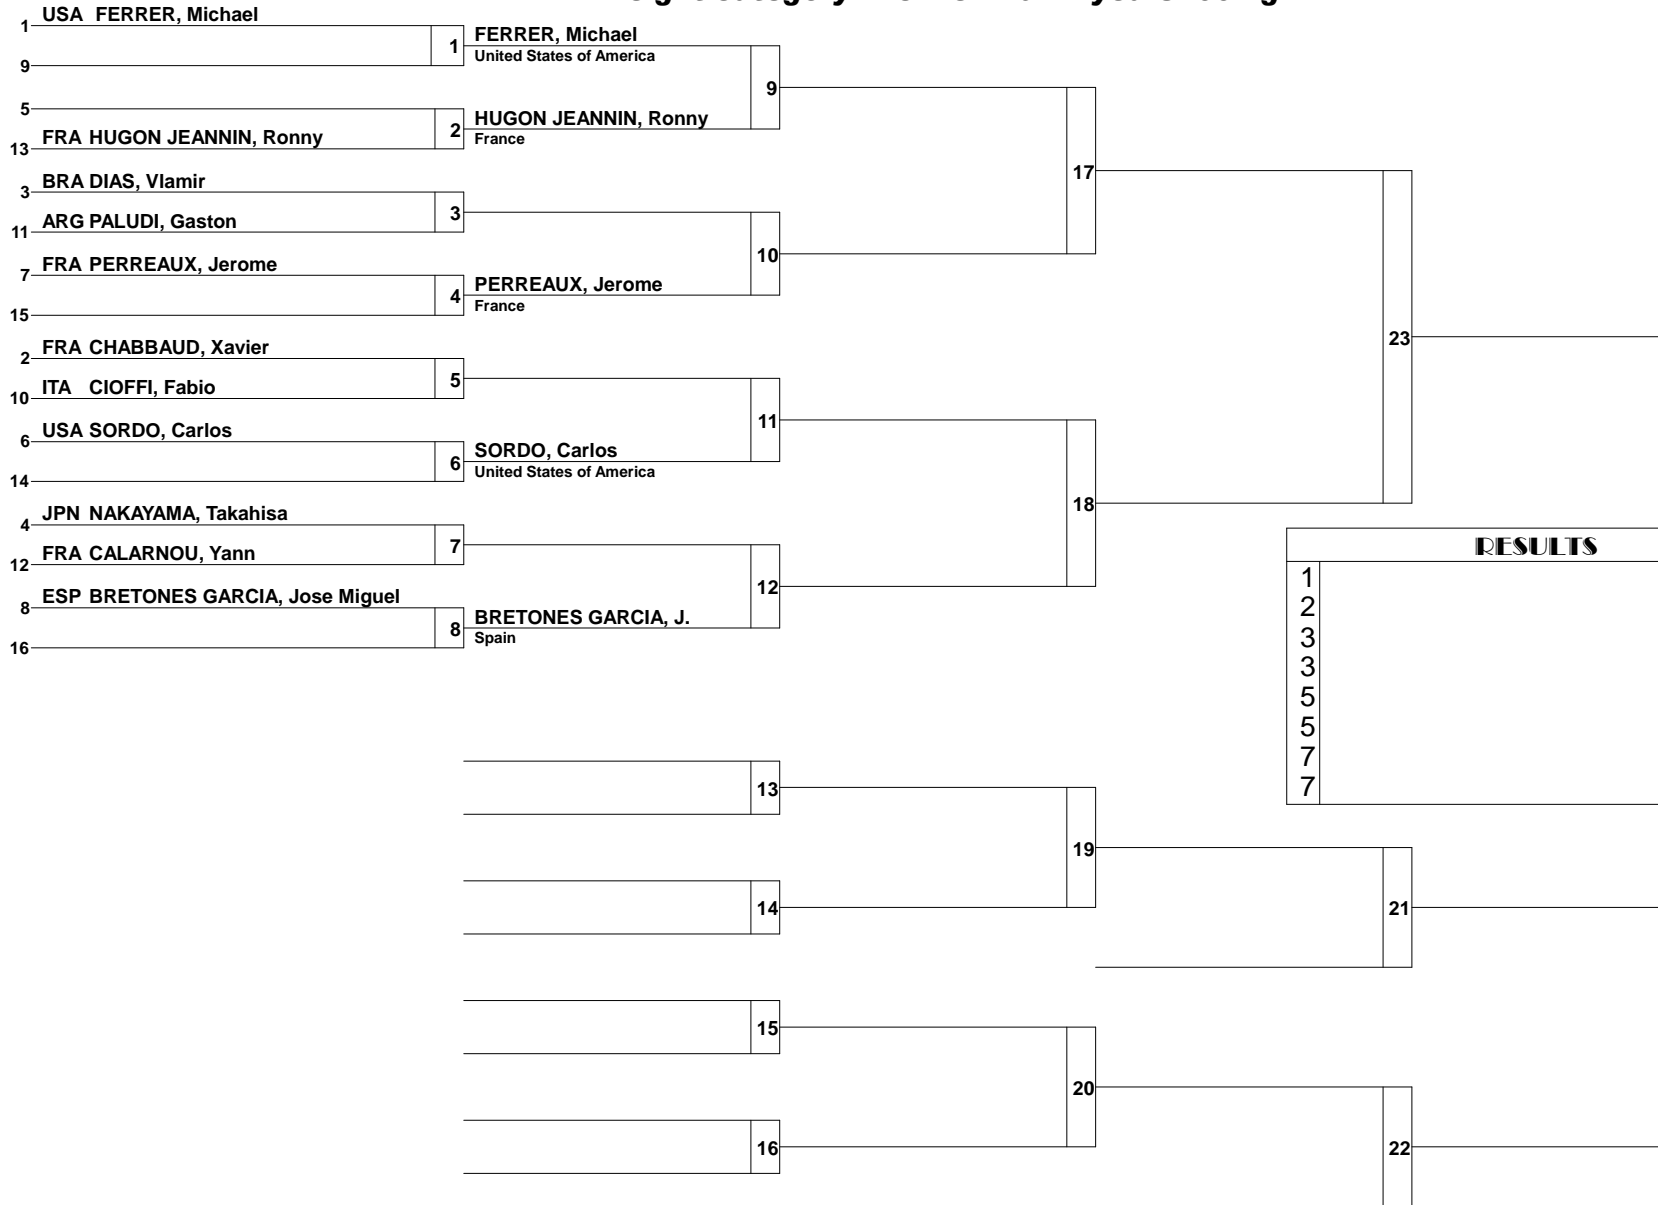 1 USA FERRER, Michael
9
1 FERRER, Michael
United States of America
5
13 FRA HUGON JEANNIN, Ronny
2 HUGON JEANNIN, Ronny
France
9
3 BRA DIAS, Vlamir
11 ARG PALUDI, Gaston
3
7 FRA PERREAUX, Jerome
15
4 PERREAUX, Jerome
France
10
17
2 FRA CHABBAUD, Xavier
10 ITA CIOFFI, Fabio
5
6 USA SORDO, Carlos
14
6 SORDO, Carlos
United States of America
11
4 JPN NAKAYAMA, Takahisa
12 FRA CALARNOU, Yann
7
8 ESP BRETONES GARCIA, Jose Miguel
16
8 BRETONES GARCIA, J.
Spain
12
18
23
RESULTS
1
2
3
3
5
5
7
7
13
14
19
21
15
16
20
22